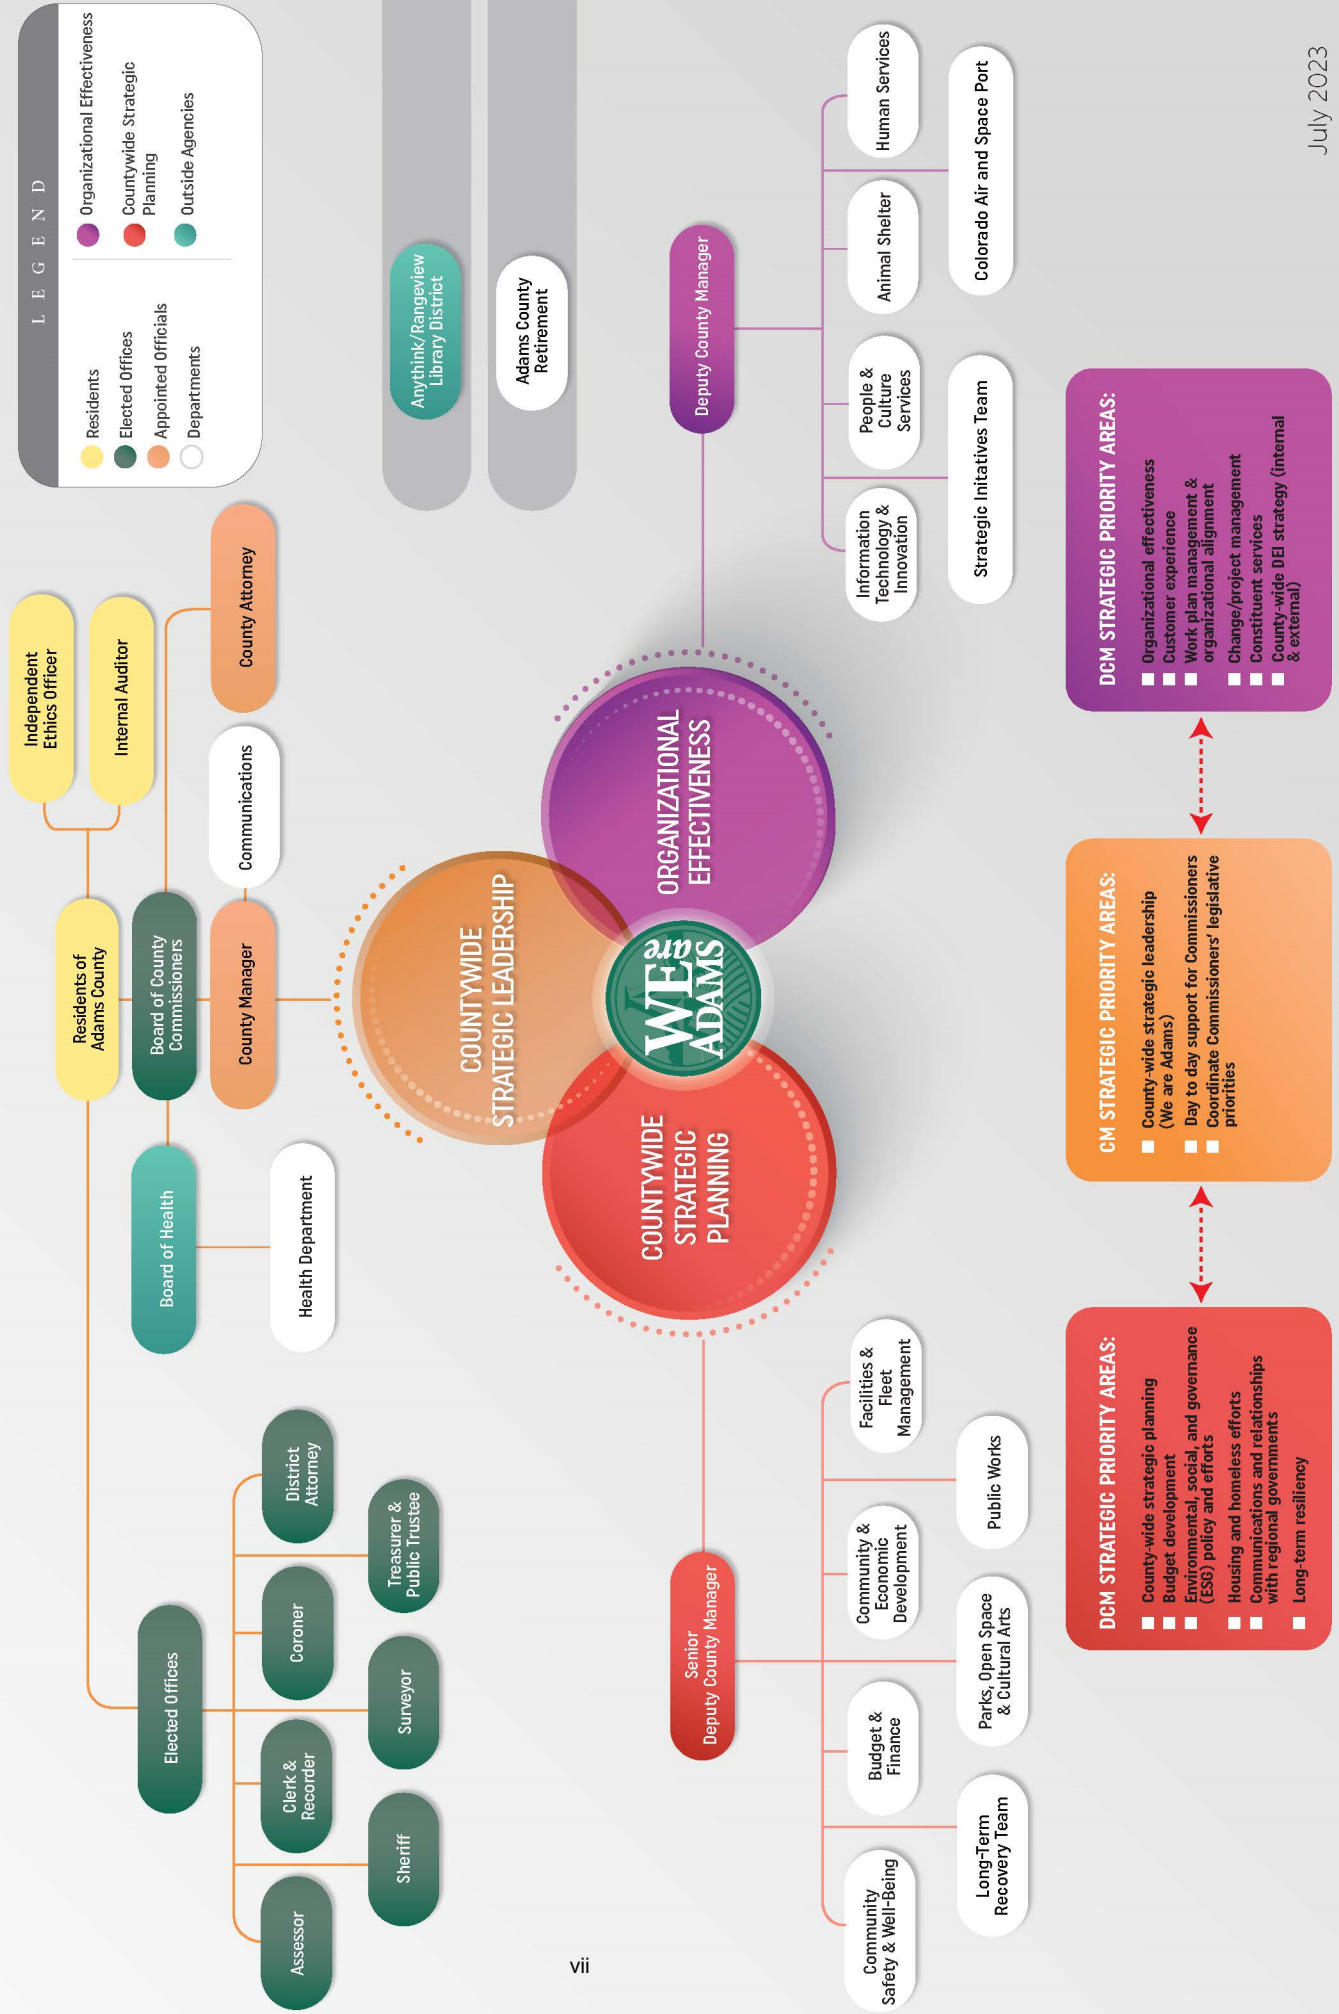 LEGEND
Residents
Elected Offices
Appointed Officials
Departments
Organizational Effectiveness
Countywide Strategic
Planning
Outside Agencies
Independent
Ethics Officer
Internal Auditor
Residents of
Adams County
Board of County
Commissioners
County Manager
Communications
County Attorney
Board of Health
Health Department
Elected Offices
Assessor
Clerk &
Recorder
Coroner
District
Attorney
Sheriff
Surveyor
Treasurer &
Public Trustee
Anythink/Rangeview
Library District
Adams County
Retirement
COUNTYWIDE
STRATEGIC LEADERSHIP
COUNTYWIDE
STRATEGIC
PLANNING
ORGANIZATIONAL
EFFECTIVENESS
WE
are
ADAMS
Senior
Deputy County Manager
Community
Safety & Well-Being
Budget &
Finance
Community &
Economic
Development
Facilities &
Fleet
Management
Long-Term
Recovery Team
Parks, Open Space
& Cultural Arts
Public Works
Deputy County Manager
Information
Technology &
Innovation
People &
Culture
Services
Animal Shelter
Human Services
Strategic Initatives Team
Colorado Air and Space Port
DCM STRATEGIC PRIORITY AREAS:
County-wide strategic planning
Budget development
Environmental, social, and governance
(ESG) policy and efforts
Housing and homeless efforts
Communications and relationships
with regional governments
Long-term resiliency
CM STRATEGIC PRIORITY AREAS:
County-wide strategic leadership
(We are Adams)
Day to day support for Commissioners
Coordinate Commissioners' legislative
priorities
DCM STRATEGIC PRIORITY AREAS:
Organizational effectiveness
Customer experience
Work plan management &
organizational alignment
Change/project management
Constituent services
County-wide DEI strategy (internal
& external)
July 2023
vii